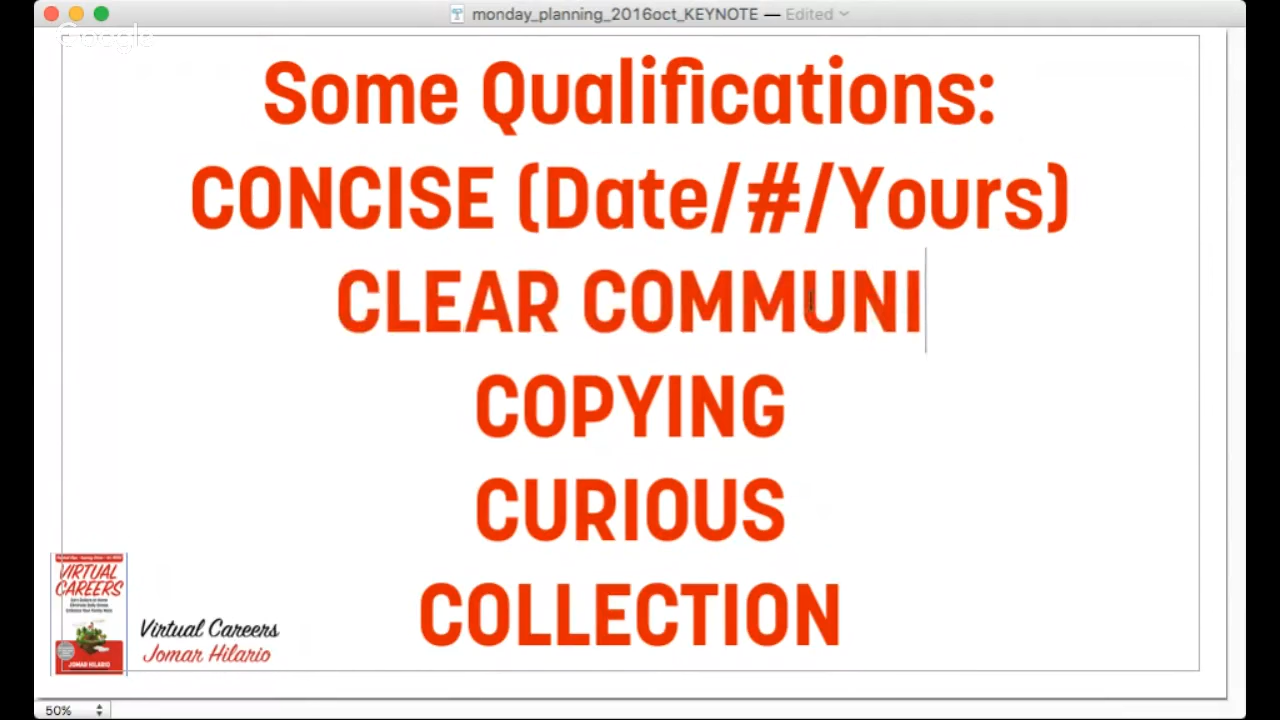 monday_planning_2016oct_KEYNOTE — Edited
Google
Some Qualifications:
CONCISE (Date/#/Yours)
CLEAR COMMUNI
COPYING
CURIOUS
COLLECTION
VIRTUAL
CAREERS
JOMAR HILARIO
Virtual Careers
Jomar Hilario
50%